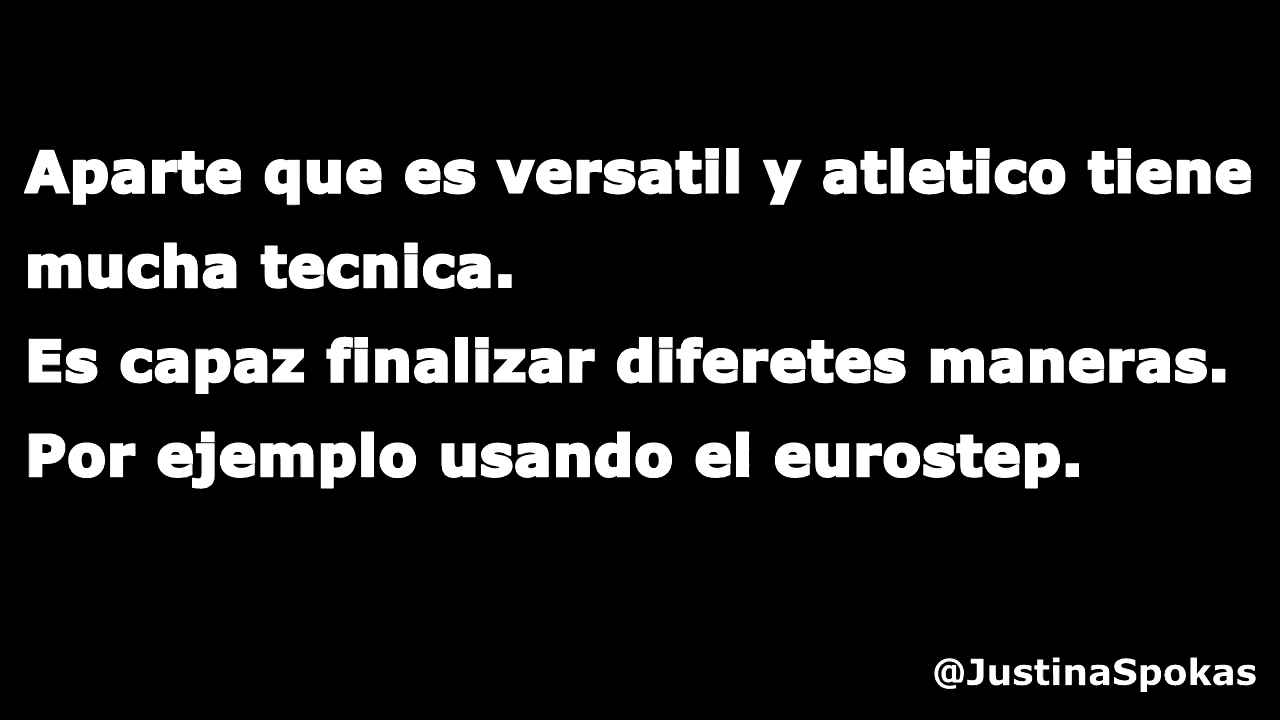 Aparte que es versatil y atletico tiene
mucha tecnica.
Es capaz finalizar diferetes maneras.
Por ejemplo usando el eurostep.
@JustinaSpokas